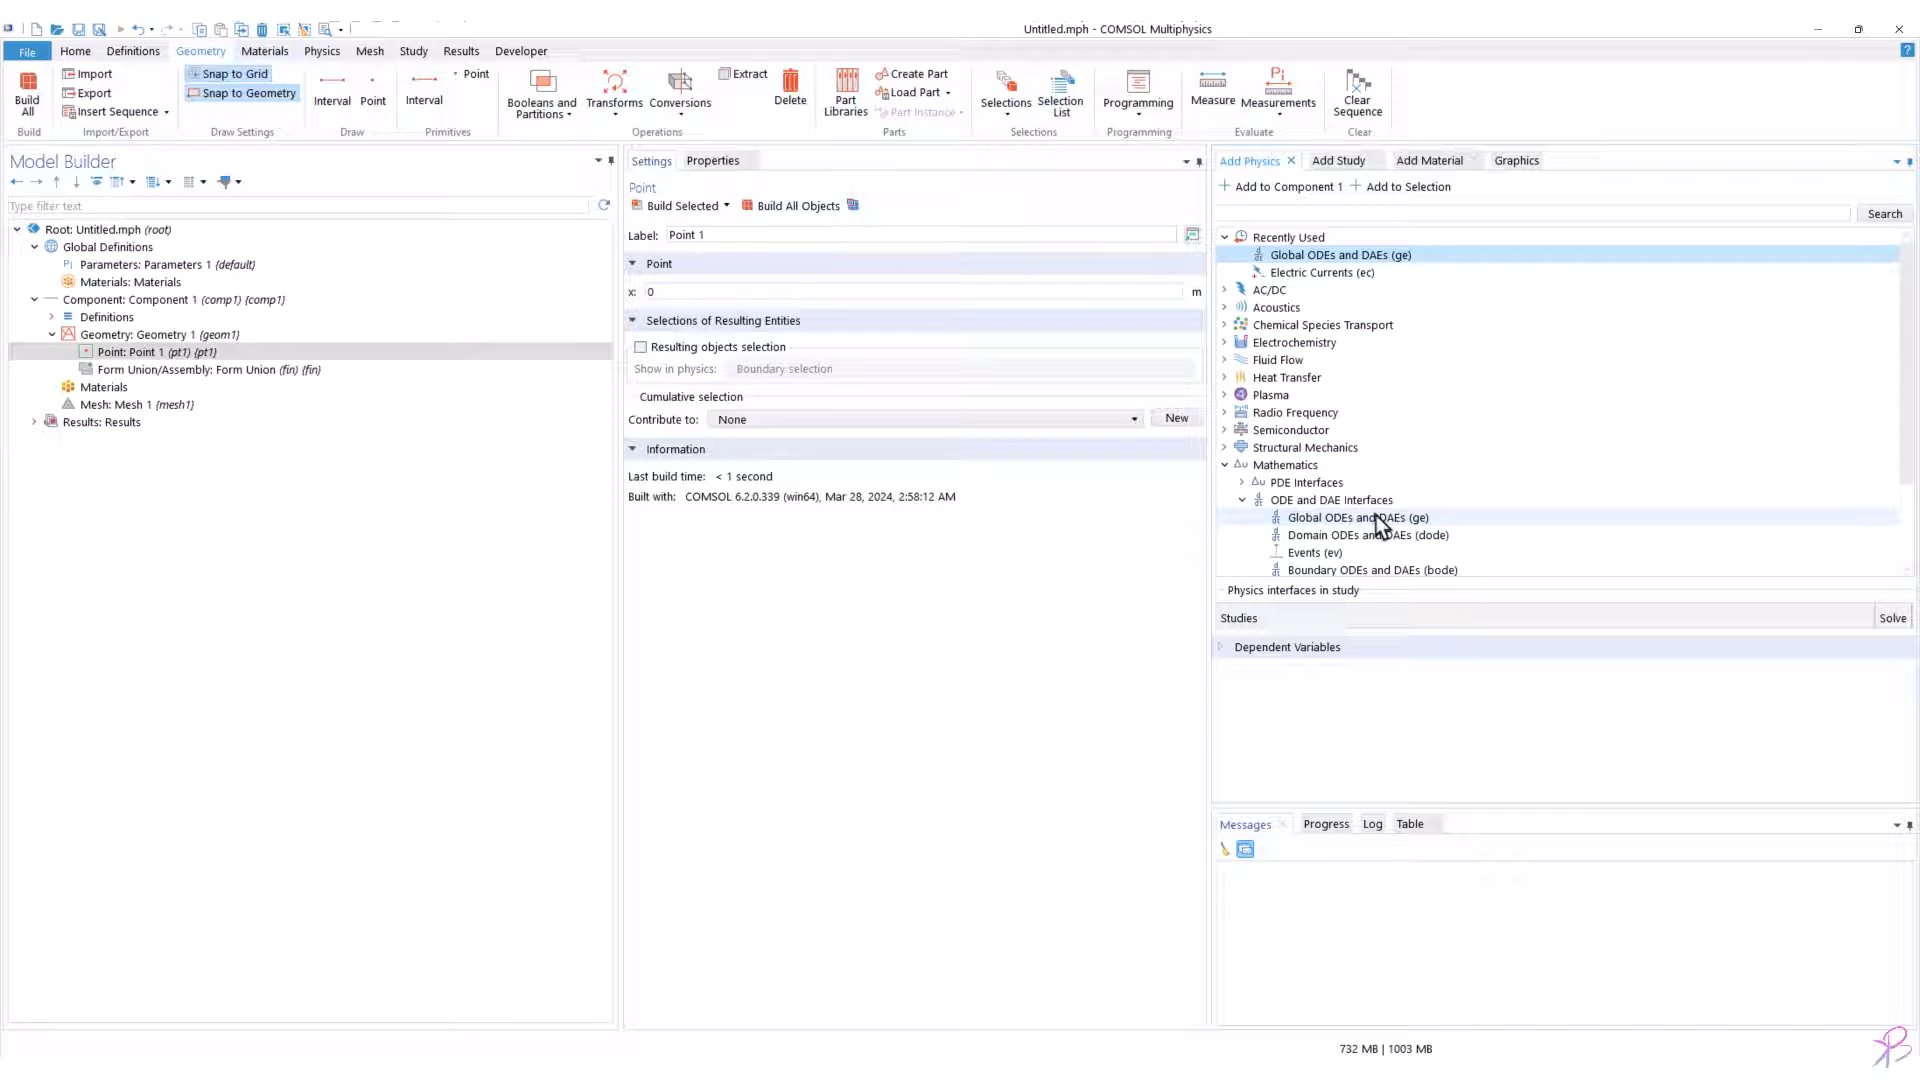 Untitled.mph - COMSOL Multiphysics
File Home Definitions Geometry Materials Physics Mesh Study Results Developer
Build All
Build
Import
Export
Insert Sequence
Import/Export
Snap to Grid
Snap to Geometry
Draw Settings
Interval Point
Draw
Interval Point
Primitives
Booleans and Partitions
Transforms
Conversions
Extract
Delete
Operations
Part Libraries
Create Part
Load Part
Part Instance
Parts
Selections
Selection List
Selections
Programming
Programming
Measure
Pi
Measurements
Evaluate
Clear Sequence
Clear
Model Builder
Type filter text
Root: Untitled.mph (root)
Global Definitions
Pi Parameters: Parameters 1 {default}
Materials: Materials
Component: Component 1 (comp1) {comp1}
Definitions
Geometry: Geometry 1 {geom1}
Point: Point 1 (pt1) {pt1}
Form Union/Assembly: Form Union (fin) {fin}
Materials
Mesh: Mesh 1 {mesh1}
Results: Results
Settings Properties
Point
Build Selected Build All Objects
Label: Point 1
Point
x: 0 m
Selections of Resulting Entities
Resulting objects selection
Show in physics: Boundary selection
Cumulative selection
Contribute to: None New
Information
Last build time: < 1 second
Built with: COMSOL 6.2.0.339 (win64), Mar 28, 2024, 2:58:12 AM
Add Physics Add Study Add Material Graphics
Add to Component 1 Add to Selection
Search
Recently Used
Global ODEs and DAEs (ge)
Electric Currents (ec)
AC/DC
Acoustics
Chemical Species Transport
Electrochemistry
Fluid Flow
Heat Transfer
Plasma
Radio Frequency
Semiconductor
Structural Mechanics
Δu Mathematics
Δu PDE Interfaces
ODE and DAE Interfaces
Global ODEs and DAEs (ge)
Domain ODEs and DAEs (dode)
Events (ev)
Boundary ODEs and DAEs (bode)
Physics interfaces in study
Studies Solve
Dependent Variables
Messages Progress Log Table
732 MB | 1003 MB